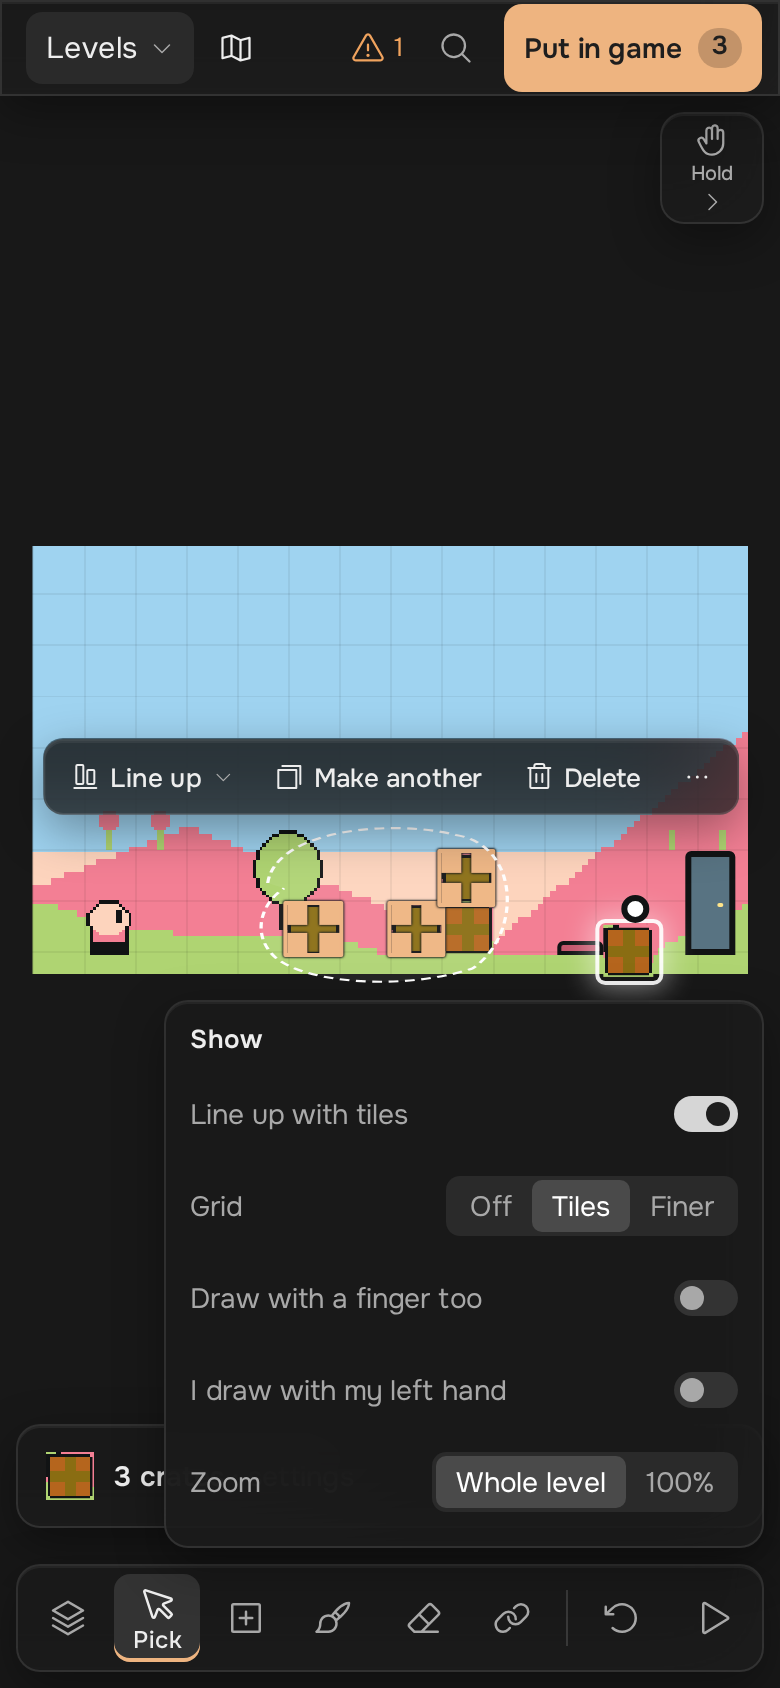 Levels
1
Put in game 3
Hold
Line up
Make another
Delete
Show
Line up with tiles
Grid
Off
Tiles
Finer
Draw with a finger too
I draw with my left hand
3
Zoom
Whole level
100%
Pick